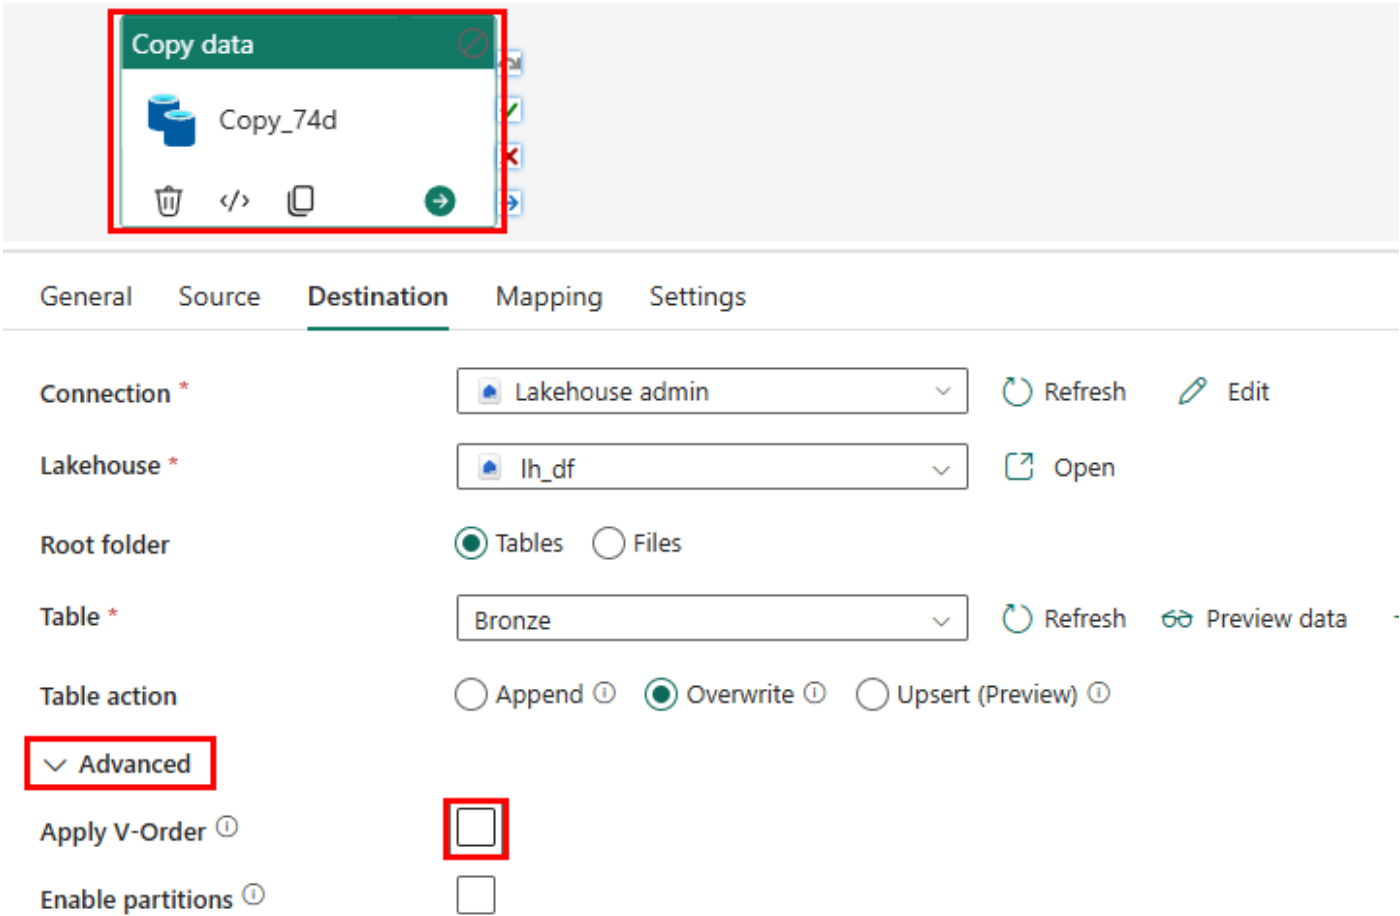 Copy data
Copy_74d
General Source Destination Mapping Settings
Connection * Lakehouse admin Refresh Edit
Lakehouse * lh_df Open
Root folder Tables Files
Table * Bronze Refresh Preview data
Table action Append Overwrite Upsert (Preview)
Advanced
Apply V-Order
Enable partitions